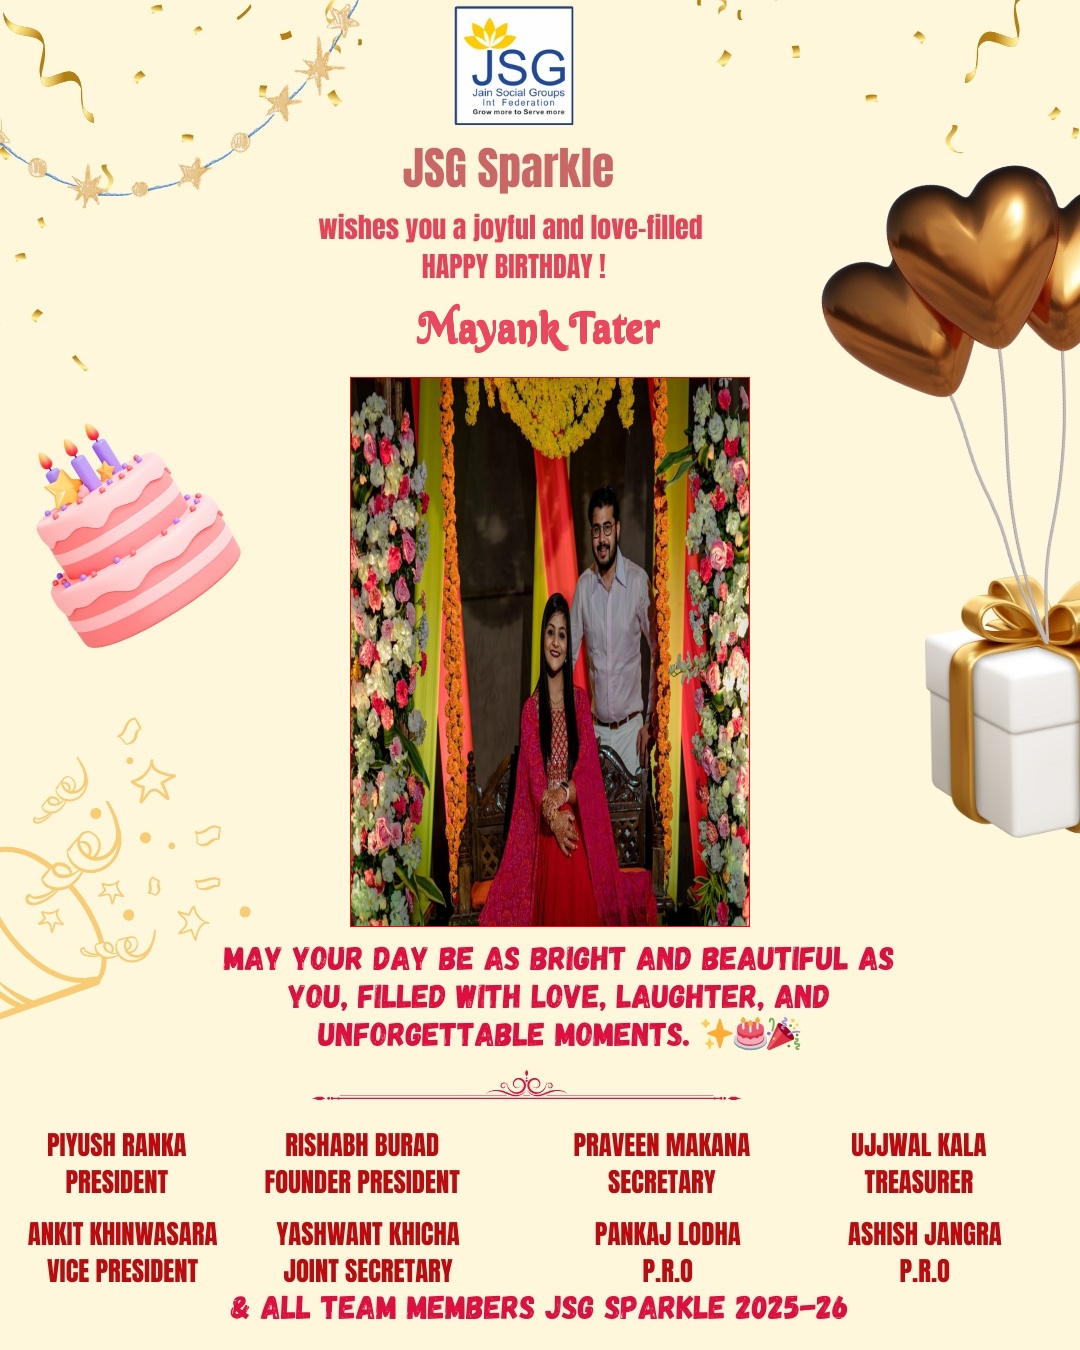 JSG
Jain Social Groups
Int Federation
Grow more to Serve more
JSG Sparkle
wishes you a joyful and love-filled
HAPPY BIRTHDAY !
Mayank Tater
MAY YOUR DAY BE AS BRIGHT AND BEAUTIFUL AS
YOU, FILLED WITH LOVE, LAUGHTER, AND
UNFORGETTABLE MOMENTS. ✨🎂🎉
PIYUSH RANKA
PRESIDENT
RISHABH BURAD
FOUNDER PRESIDENT
PRAVEEN MAKANA
SECRETARY
UJJWAL KALA
TREASURER
ANKIT KHINWASARA
VICE PRESIDENT
YASHWANT KHICHA
JOINT SECRETARY
PANKAJ LODHA
P.R.O
ASHISH JANGRA
P.R.O
& ALL TEAM MEMBERS JSG SPARKLE 2025-26